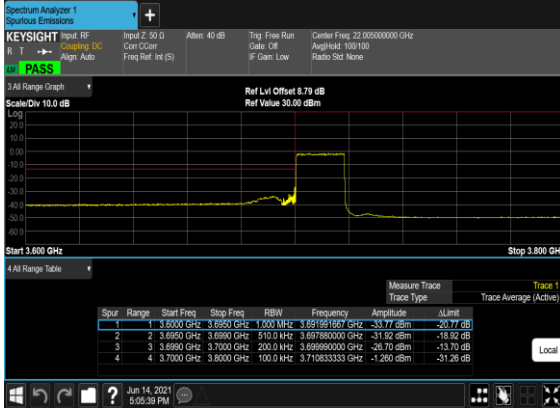 Spectrum Analyzer 1
Spurious Emissions
+
KEYSIGHT Input: RF Input Z: 50 Ω Atten: 40 dB Trig: Free Run Center Freq: 22.005000000 GHz
R T Coupling: DC Corr CCorr Gate: Off Avg|Hold: 100/100
Align: Auto Freq Ref: Int (S) IF Gain: Low Radio Std: None
PASS
3 All Range Graph Ref Lvl Offset 8.79 dB
Scale/Div 10.0 dB Ref Value 30.00 dBm
Log
20.0
10.0
0.00
-10.0
-20.0
-30.0
-40.0
-50.0
-60.0
Start 3.600 GHz Stop 3.800 GH
4 All Range Table
Measure Trace Trace 1
Trace Type Trace Average (Active)
Spur Range Start Freq Stop Freq RBW Frequency Amplitude ΔLimit
1 1 3.6000 GHz 3.6950 GHz 1.000 MHz 3.691991667 GHz -33.77 dBm -20.77 dB
2 2 3.6950 GHz 3.6990 GHz 510.0 kHz 3.697880000 GHz -31.92 dBm -18.92 dB
3 3 3.6990 GHz 3.7000 GHz 200.0 kHz 3.699990000 GHz -26.70 dBm -13.70 dB
4 4 3.7000 GHz 3.8000 GHz 100.0 kHz 3.710833333 GHz -1.260 dBm -31.26 dB
Local
? Jun 14, 2021
5:05:39 PM